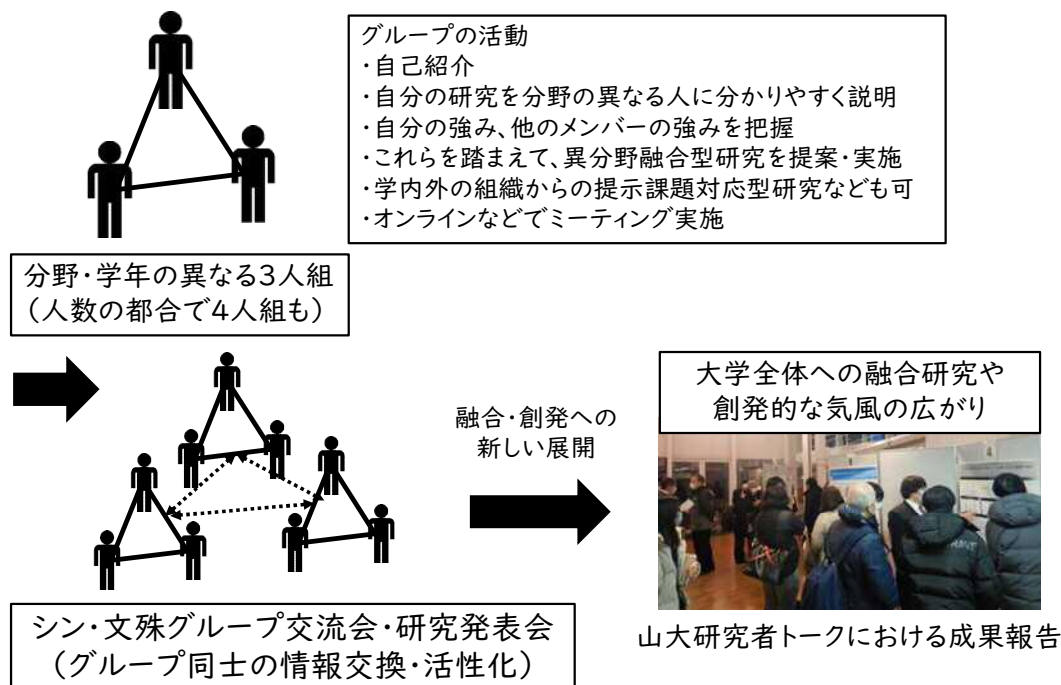 グループの活動
・自己紹介
・自分の研究を分野の異なる人に分かりやすく説明
・自分の強み、他のメンバーの強みを把握
・これらを踏まえて、異分野融合型研究を提案・実施
・学内外の組織からの提示課題対応型研究なども可
・オンラインなどでミーティング実施
分野・学年の異なる3人組
(人数の都合で4人組も)
シン・文殊グループ交流会・研究発表会
(グループ同士の情報交換・活性化)
融合・創発への
新しい展開
大学全体への融合研究や
創発的な気風の広がり
山大研究者トークにおける成果報告